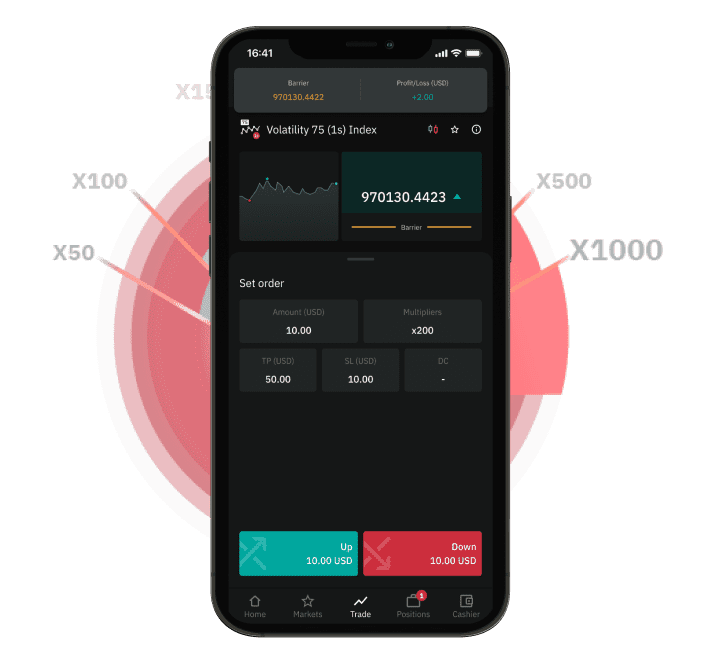 16:41
Barrier Profit/Loss (USD)
970130.4422 +2.00
75
1s
Volatility 75 (1s) Index
970130.4423
Barrier
Set order
Amount (USD) Multipliers
10.00 x200
TP (USD) SL (USD) DC
50.00 10.00 -
Up Down
10.00 USD 10.00 USD
1
Home Markets Trade Positions Cashier
X100
X50
X500
X1000